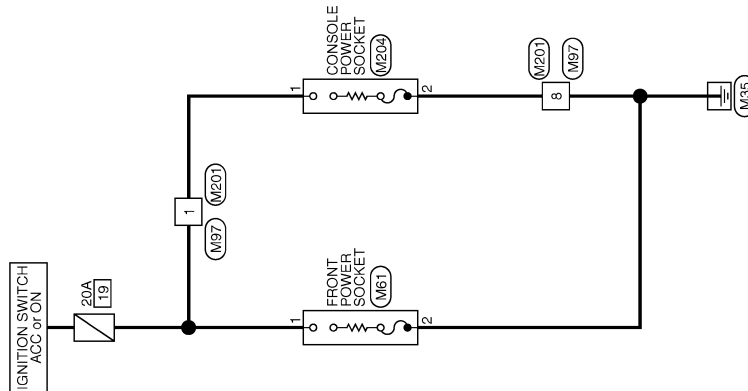 IGNITION SWITCH
ACC or ON
20A
19
M97
1
M201
1
FRONT
POWER
SOCKET
M61
2
1
CONSOLE
POWER
SOCKET
M204
2
M201
8
M97
M35